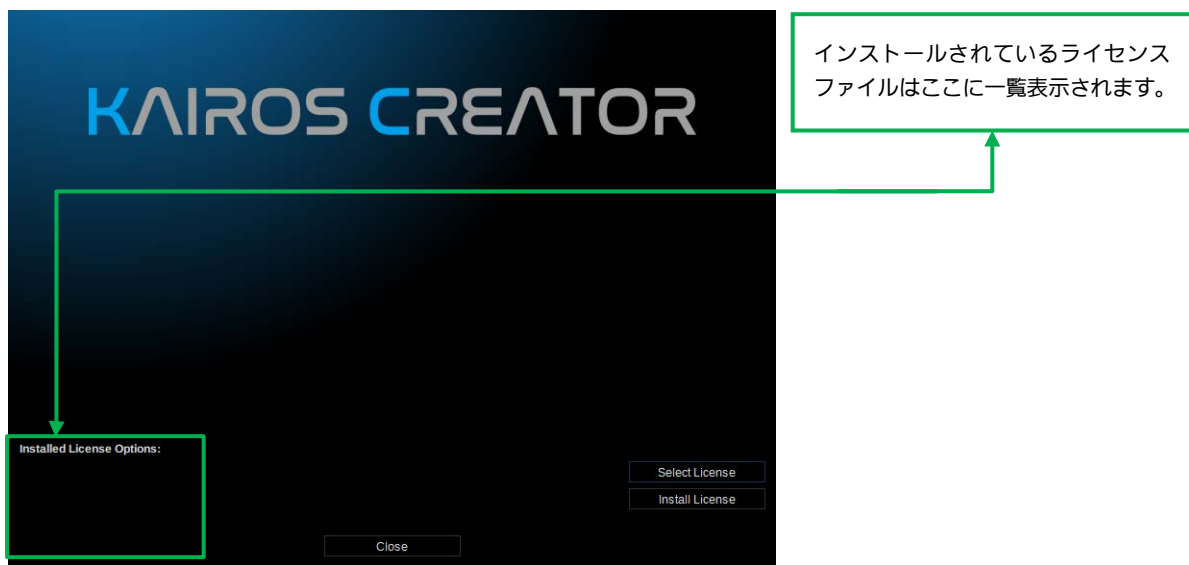 KAIROS CREATOR
インストールされているライセンス
ファイルはここに一覧表示されます。
Installed License Options:
Select License
Install License
Close